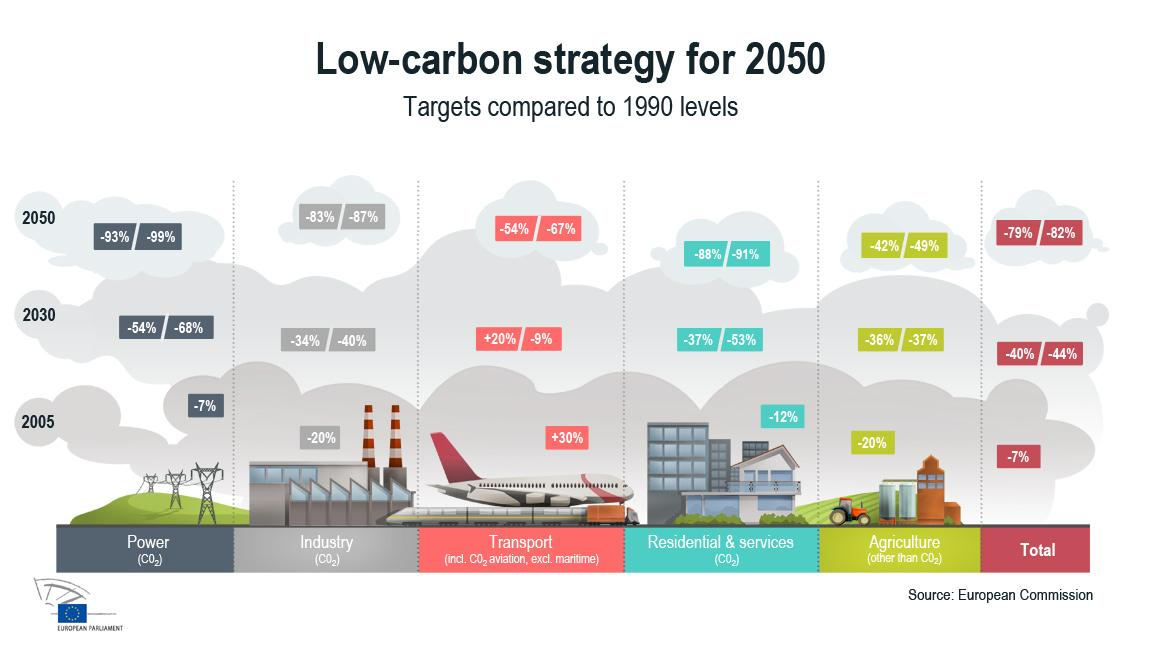 Low-carbon strategy for 2050
Targets compared to 1990 levels
2050
-93% -99%
-83% -87%
-54% -67%
-88% -91%
-42% -49%
-79% -82%
2030
-54% -68%
-34% -40%
+20% -9%
-37% -53%
-36% -37%
-40% -44%
2005
-7%
-20%
+30%
-12%
-20%
-7%
Power
(C0₂)
Industry
(C0₂)
Transport
(incl. C0₂ aviation, excl. maritime)
Residential & services
(C0₂)
Agriculture
(other than C0₂)
Total
Source: European Commission
EUROPEAN PARLIAMENT